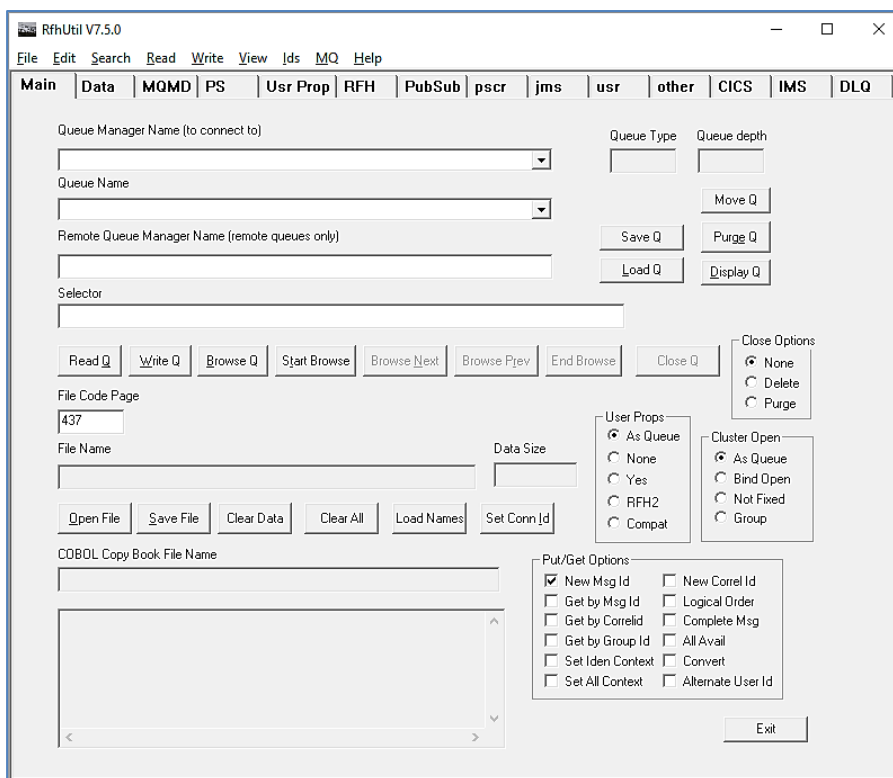 RfhUtil V7.5.0
File Edit Search Read Write View Ids MQ Help
Main Data MQMD PS Usr Prop RFH PubSub pscr jms usr other CICS IMS DLQ
Queue Manager Name (to connect to)
Queue Type Queue depth
Queue Name
Move Q
Remote Queue Manager Name (remote queues only)
Save Q Purge Q
Load Q Display Q
Selector
Close Options
Read Q Write Q Browse Q Start Browse Browse Next Browse Prev End Browse Close Q
None
Delete
Purge
File Code Page
437
User Props
As Queue
None
Yes
RFH2
Compat
Cluster Open
As Queue
Bind Open
Not Fixed
Group
File Name Data Size
Open File Save File Clear Data Clear All Load Names Set Conn Id
COBOL Copy Book File Name
Put/Get Options
New Msg Id New Correl Id
Get by Msg Id Logical Order
Get by Correlid Complete Msg
Get by Group Id All Avail
Set Iden Context Convert
Set All Context Alternate User Id
Exit